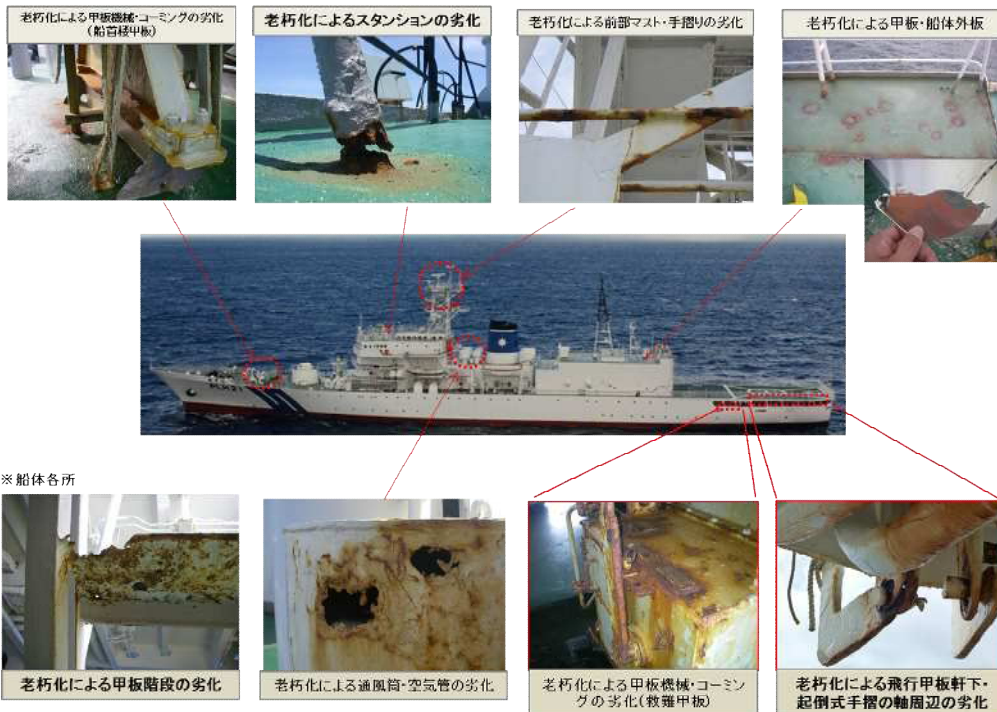 老朽化による甲板機械・コーミングの劣化
(船首楼甲板)
老朽化によるスタンションの劣化
老朽化による前部マスト・手摺りの劣化
老朽化による甲板・船体外板
※船体各所
老朽化による甲板階段の劣化
老朽化による通風筒・空気管の劣化
老朽化による甲板機械・コーミン
グの劣化(救難甲板)
老朽化による飛行甲板軒下・
起倒式手摺の軸周辺の劣化